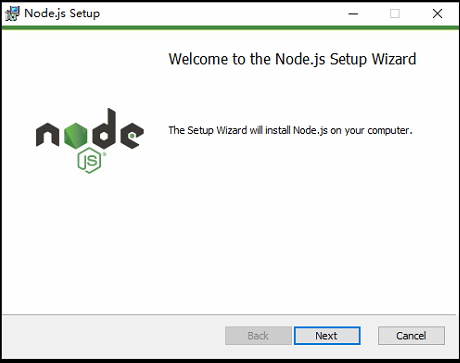 Node.js Setup
Welcome to the Node.js Setup Wizard
node
JS®
The Setup Wizard will install Node.js on your computer.
Back
Next
Cancel